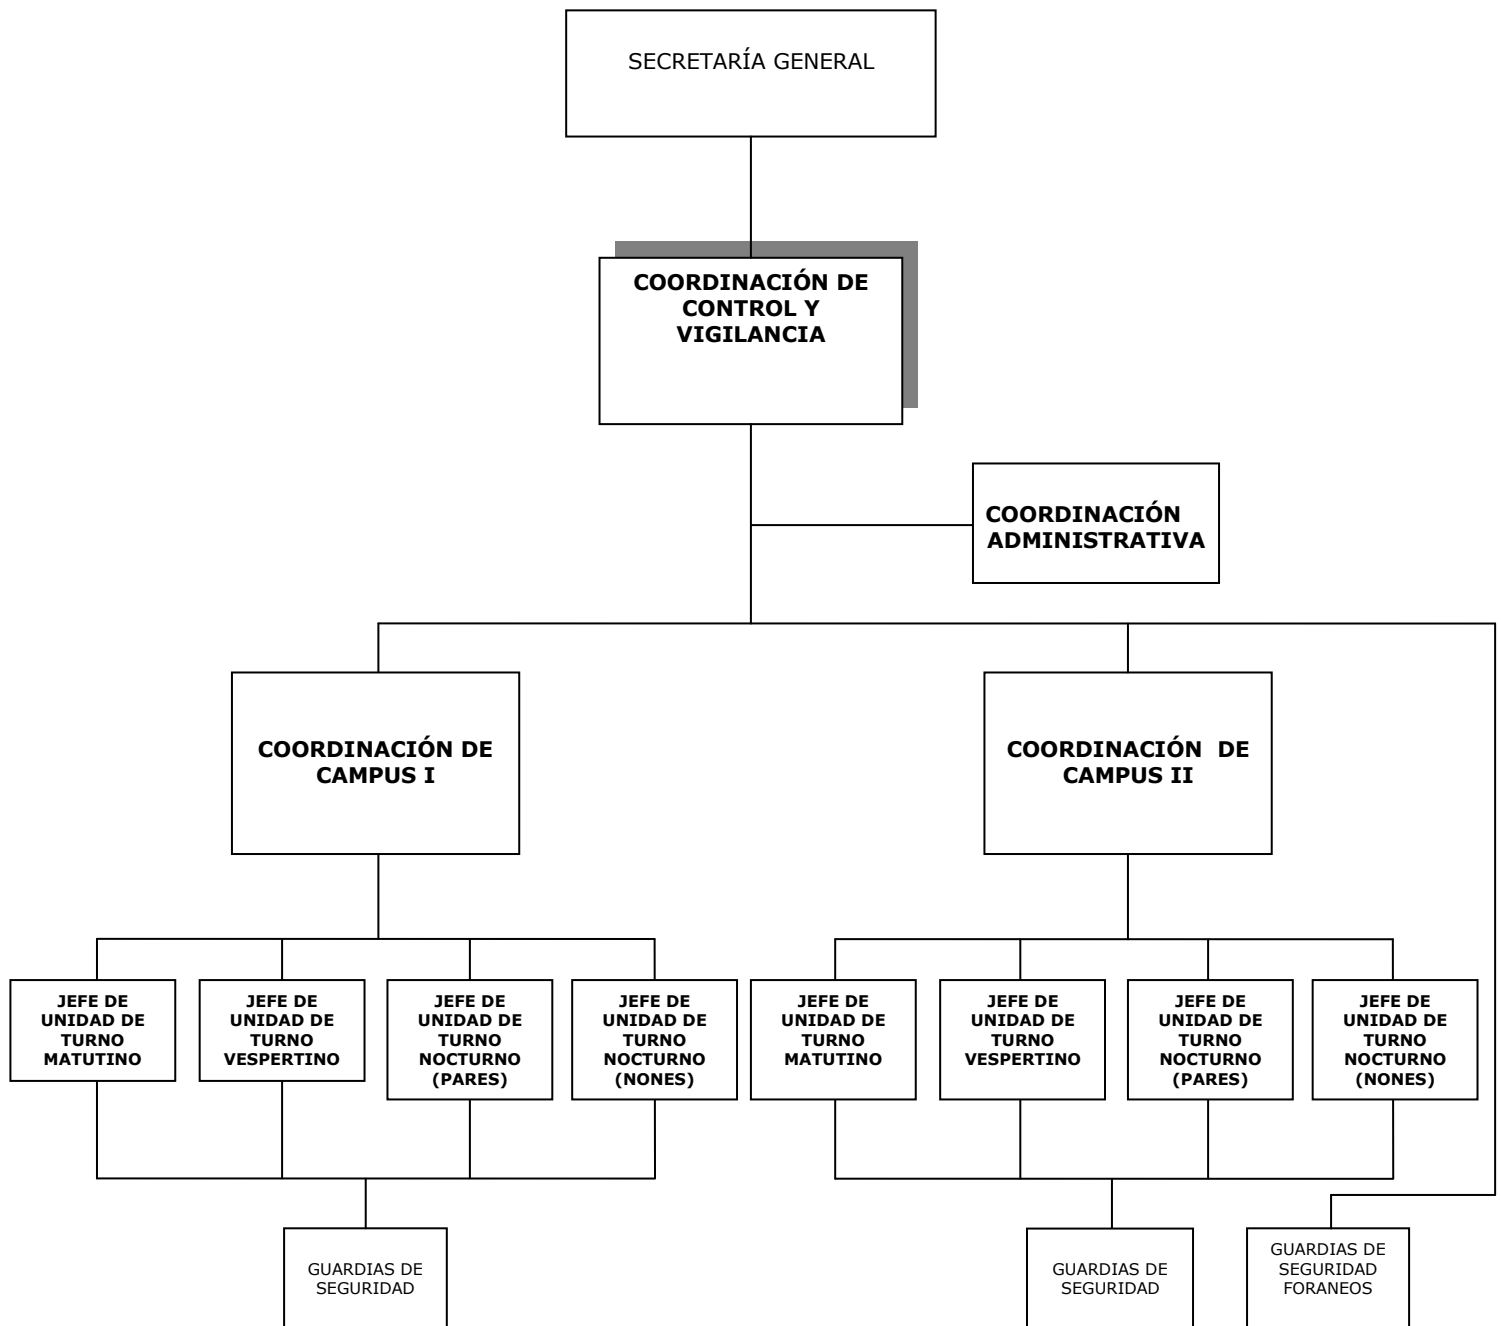 SECRETARÍA GENERAL
COORDINACIÓN DE
CONTROL Y
VIGILANCIA
COORDINACIÓN
ADMINISTRATIVA
COORDINACIÓN DE
CAMPUS I
COORDINACIÓN  DE
CAMPUS II
JEFE DE
UNIDAD DE
TURNO
MATUTINO
JEFE DE
UNIDAD DE
TURNO
VESPERTINO
JEFE DE
UNIDAD DE
TURNO
NOCTURNO
(PARES)
JEFE DE
UNIDAD DE
TURNO
NOCTURNO
(NONES)
JEFE DE
UNIDAD DE
TURNO
MATUTINO
JEFE DE
UNIDAD DE
TURNO
VESPERTINO
JEFE DE
UNIDAD DE
TURNO
NOCTURNO
(PARES)
JEFE DE
UNIDAD DE
TURNO
NOCTURNO
(NONES)
GUARDIAS DE
SEGURIDAD
GUARDIAS DE
SEGURIDAD
GUARDIAS DE
SEGURIDAD
FORANEOS